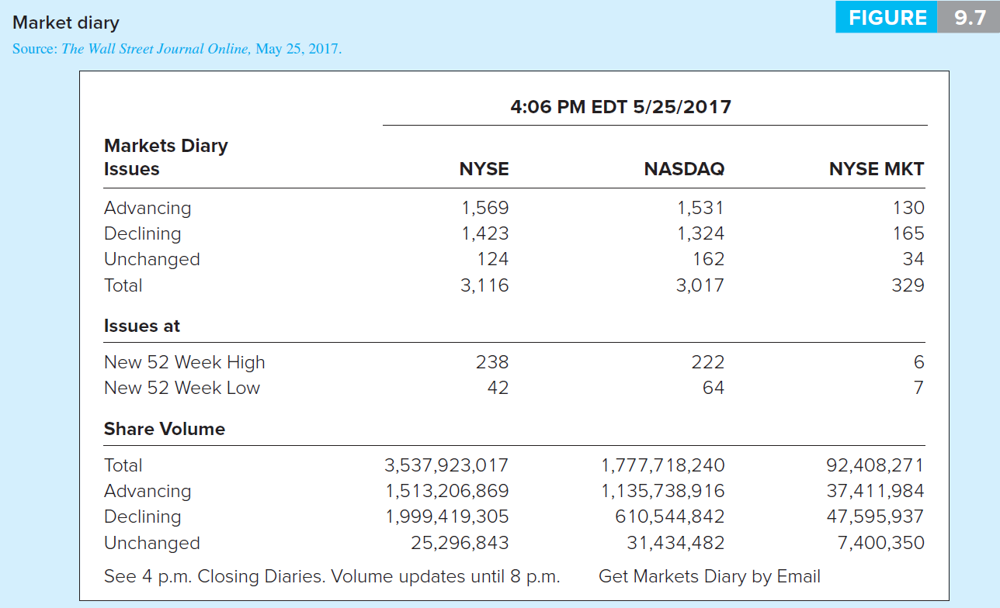 Market diary
FIGURE 9.7
Source: The Wall Street Journal Online, May 25, 2017.
4:06 PM EDT 5/25/2017
Markets Diary
Issues NYSE NASDAQ NYSE MKT
Advancing 1,569 1,531 130
Declining 1,423 1,324 165
Unchanged 124 162 34
Total 3,116 3,017 329
Issues at
New 52 Week High 238 222 6
New 52 Week Low 42 64 7
Share Volume
Total 3,537,923,017 1,777,718,240 92,408,271
Advancing 1,513,206,869 1,135,738,916 37,411,984
Declining 1,999,419,305 610,544,842 47,595,937
Unchanged 25,296,843 31,434,482 7,400,350
See 4 p.m. Closing Diaries. Volume updates until 8 p.m. Get Markets Diary by Email